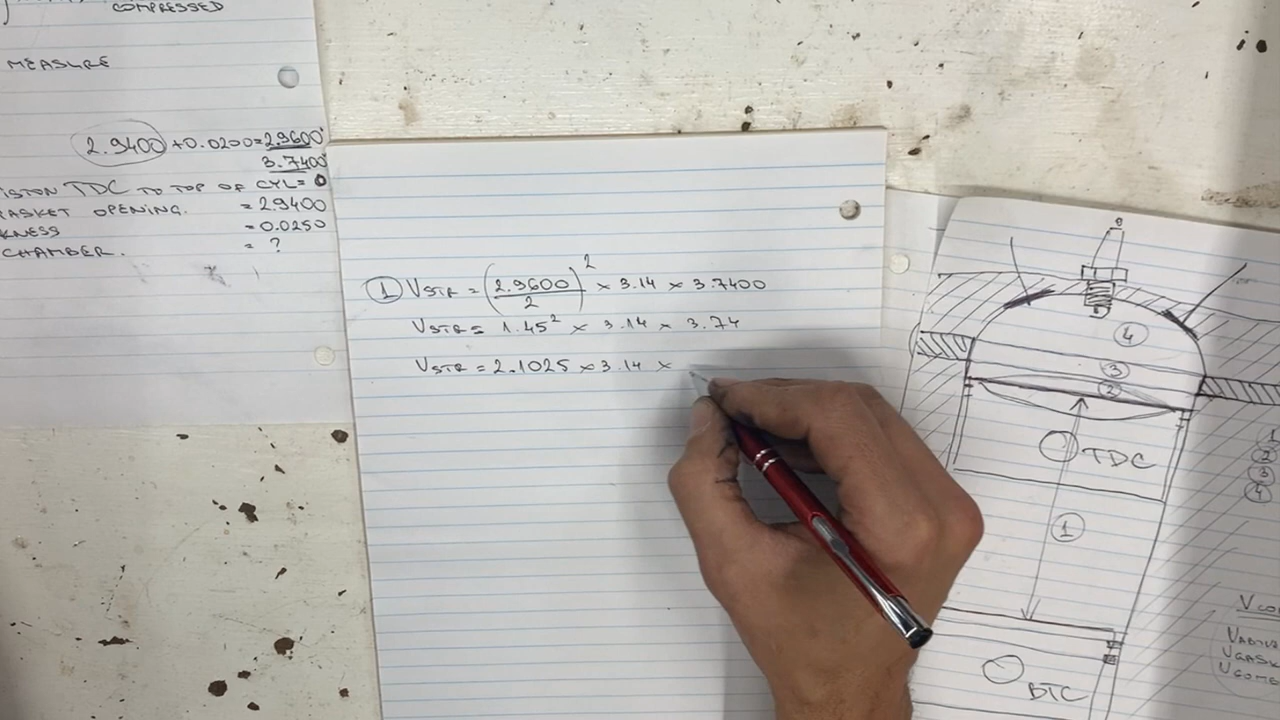 COMPRESSED
MEASURE
2.9400 +0.0200=2.9600
3.7400
ISTON TDC TO TOP OF CYL= 0
ASKET OPENING. = 2.9400
KNESS = 0.0250
CHAMBER. = ?
① VSTR = (2.9600/2)² × 3.14 × 3.7400
VSTR = 1.45² × 3.14 × 3.74
VSTR = 2.1025 × 3.14 ×
④
③
②
TDC
①
BTC
1
2
3
4